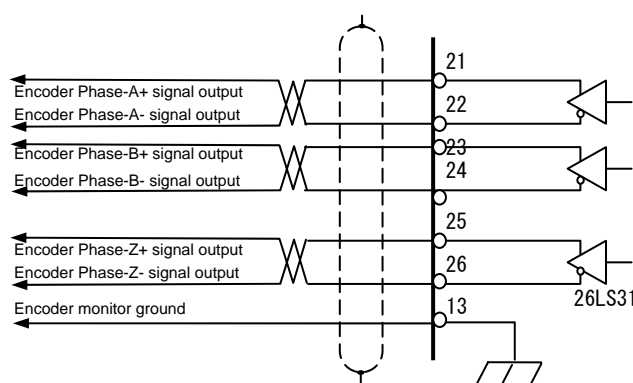 21
Encoder Phase-A+ signal output
22
Encoder Phase-A- signal output
23
Encoder Phase-B+ signal output
24
Encoder Phase-B- signal output
25
Encoder Phase-Z+ signal output
26
Encoder Phase-Z- signal output
26LS31
13
Encoder monitor ground